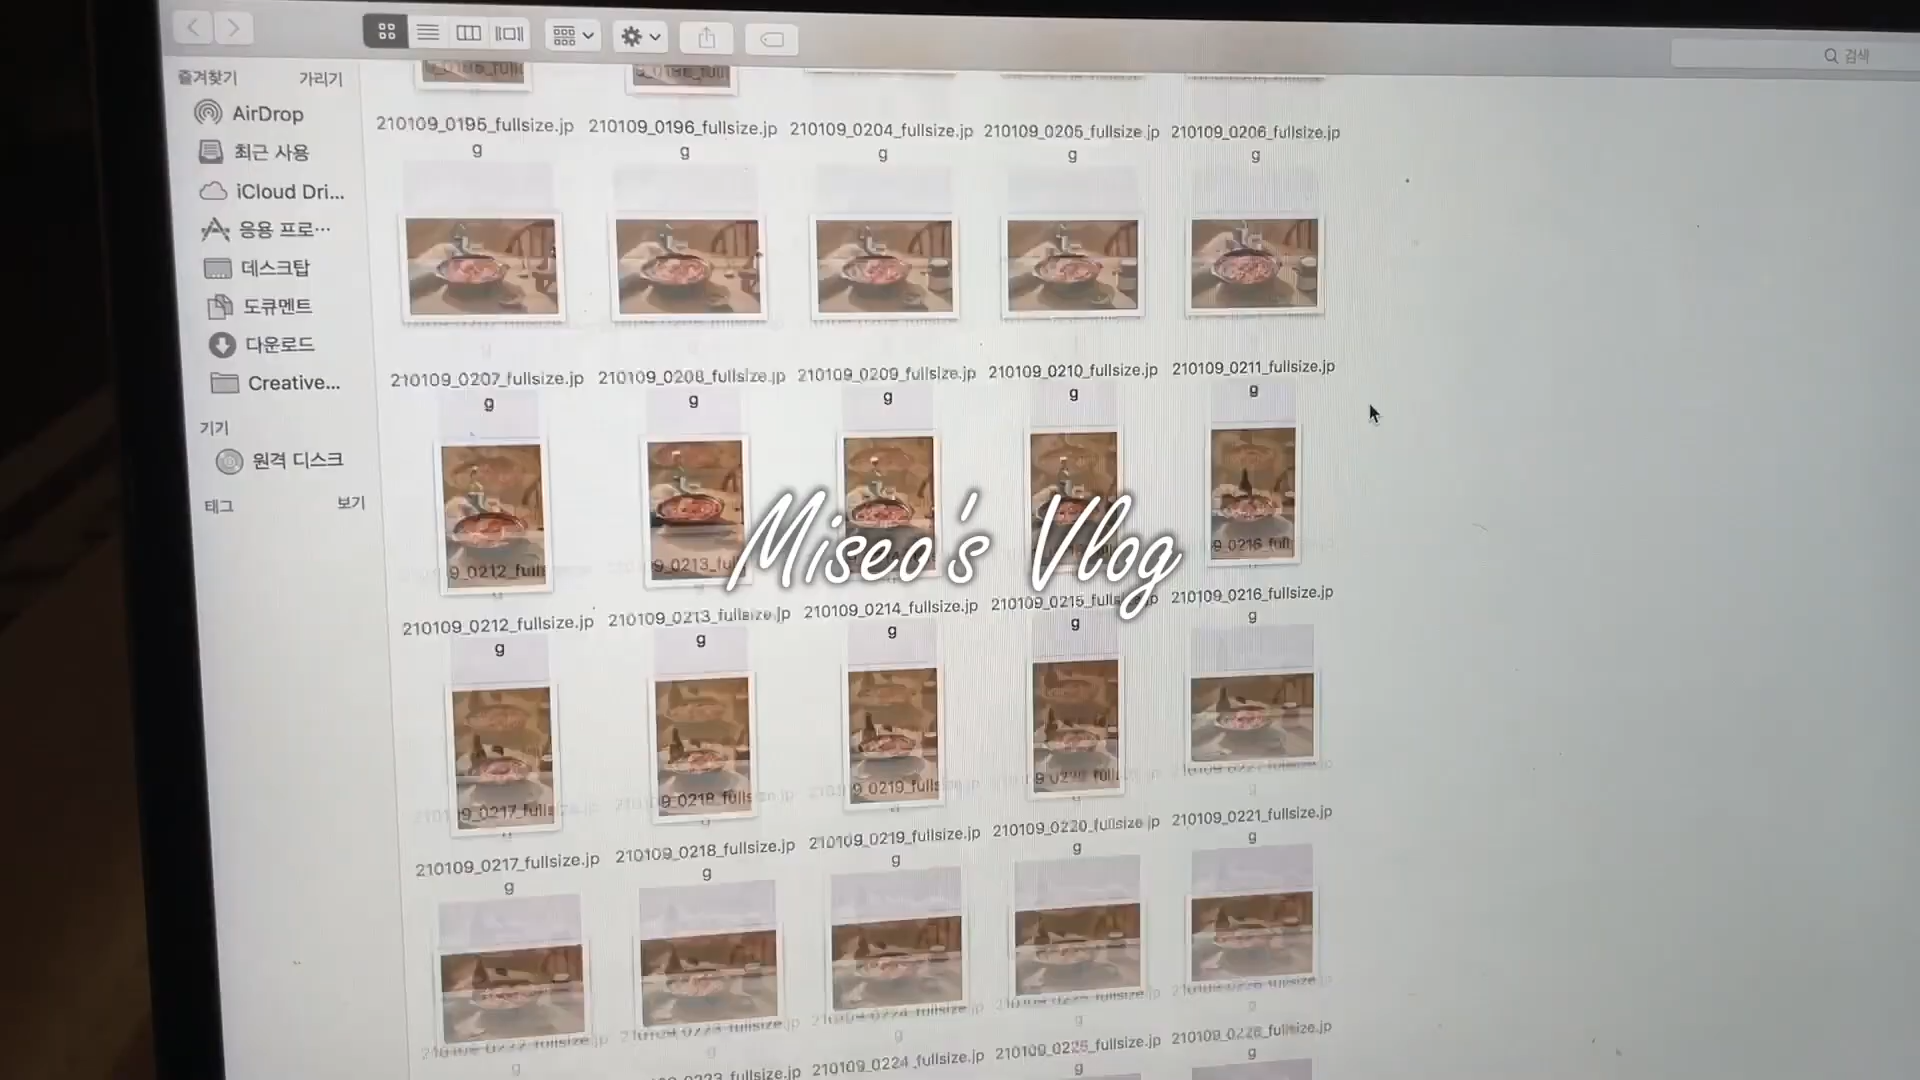 검색
즐겨찾기 가리기
AirDrop
최근 사용
iCloud Dri...
응용 프로...
데스크탑
도큐멘트
다운로드
Creative...
기기
원격 디스크
태그 보기
210109_0195_fullsize.jp
g
210109_0196_fullsize.jp
g
210109_0204_fullsize.jp
g
210109_0205_fullsize.jp
g
210109_0206_fullsize.jp
g
210109_0207_fullsize.jp
g
210109_0208_fullsize.jp
g
210109_0209_fullsize.jp
g
210109_0210_fullsize.jp
g
210109_0211_fullsize.jp
g
Miseo's Vlog
210109_0212_fullsize.jp
g
210109_0213_fullsize.jp
g
210109_0214_fullsize.jp
g
210109_0215_fullsize.jp
g
210109_0216_fullsize.jp
g
210109_0217_fullsize.jp
g
210109_0218_fullsize.jp
g
210109_0219_fullsize.jp
g
210109_0220_fullsize.jp
g
210109_0221_fullsize.jp
g
210109_0224_fullsize.jp
210109_0225_fullsize.jp
g
210109_0226_fullsize.jp
g